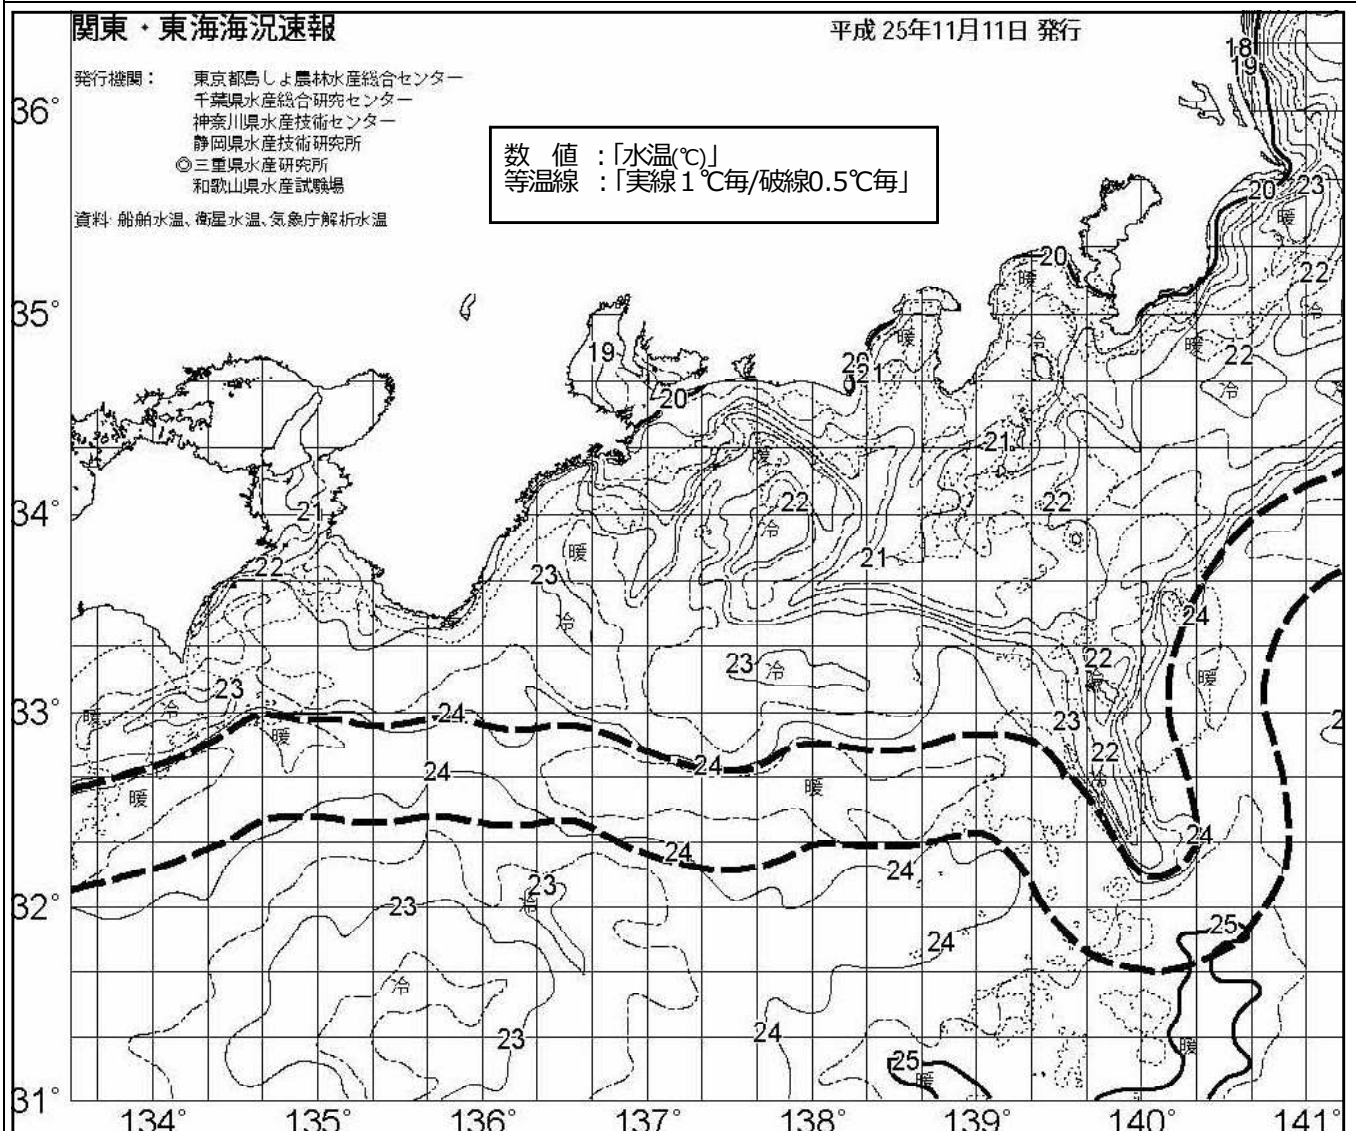 関東・東海海況速報
平成 25年11月11日 発行
発行機関： 東京都島しょ農林水産総合センター
千葉県水産総合研究センター
神奈川県水産技術センター
静岡県水産技術研究所
◎三重県水産研究所
和歌山県水産試験場
資料: 船舶水温、衛星水温、気象庁解析水温
数 値 ：「水温(℃)」
等温線 ：「実線１℃毎/破線0.5℃毎」
18
19
36°
20 23
暖
20
暖
22
35°
冷
19 冷 暖 22
暖
20
21
冷
20
暖 21
22 22
34° 21 冷
暖 21
22 23
冷 24
23 冷 22
23 冷 暖
暖 冷
33° 24 23
暖 24 22
24 暖 冷
暖
24 24
24
23
32° 23 冷 25
24
冷
23 24
暖
25
暖
31°
134° 135° 136° 137° 138° 139° 140° 141°